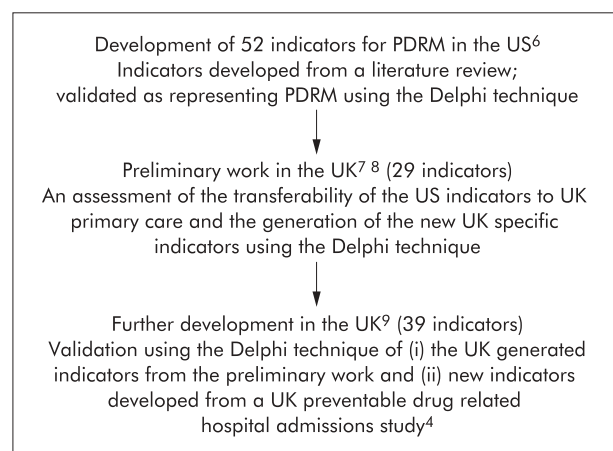 Development of 52 indicators for PDRM in the US⁶
Indicators developed from a literature review;
validated as representing PDRM using the Delphi technique
Preliminary work in the UK⁷ ⁸ (29 indicators)
An assessment of the transferability of the US indicators to UK
primary care and the generation of the new UK specific
indicators using the Delphi technique
Further development in the UK⁹ (39 indicators)
Validation using the Delphi technique of (i) the UK generated
indicators from the preliminary work and (ii) new indicators
developed from a UK preventable drug related
hospital admissions study⁴